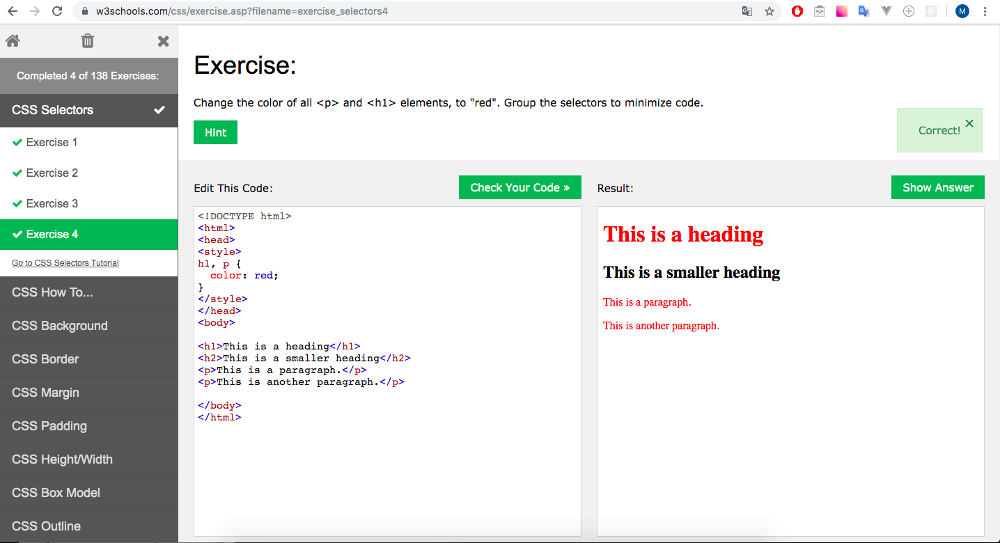 w3schools.com/css/exercise.asp?filename=exercise_selectors4
M
Completed 4 of 138 Exercises:
CSS Selectors
Exercise 1
Exercise 2
Exercise 3
Exercise 4
Go to CSS Selectors Tutorial
CSS How To...
CSS Background
CSS Border
CSS Margin
CSS Padding
CSS Height/Width
CSS Box Model
CSS Outline
Exercise:
Change the color of all <p> and <h1> elements, to "red". Group the selectors to minimize code.
Hint
Correct! ×
Edit This Code:
Check Your Code »
<!DOCTYPE html>
<html>
<head>
<style>
h1, p {
  color: red;
}
</style>
</head>
<body>
<h1>This is a heading</h1>
<h2>This is a smaller heading</h2>
<p>This is a paragraph.</p>
<p>This is another paragraph.</p>
</body>
</html>
Result:
Show Answer
This is a heading
This is a smaller heading
This is a paragraph.
This is another paragraph.